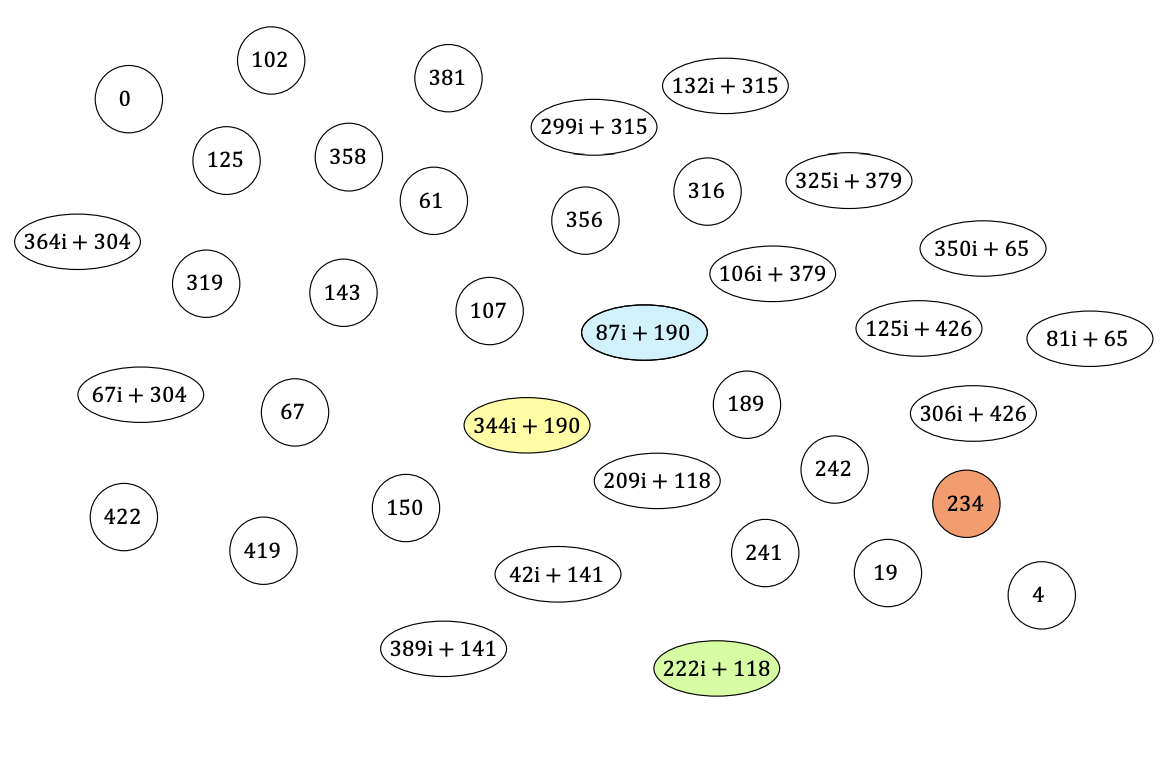 102
381
132i + 315
0
299i + 315
125
358
325i + 379
316
61
356
364i + 304
350i + 65
106i + 379
319
143
107
87i + 190
125i + 426
81i + 65
67i + 304
189
67
306i + 426
344i + 190
242
209i + 118
234
150
422
419
241
42i + 141
19
4
389i + 141
222i + 118